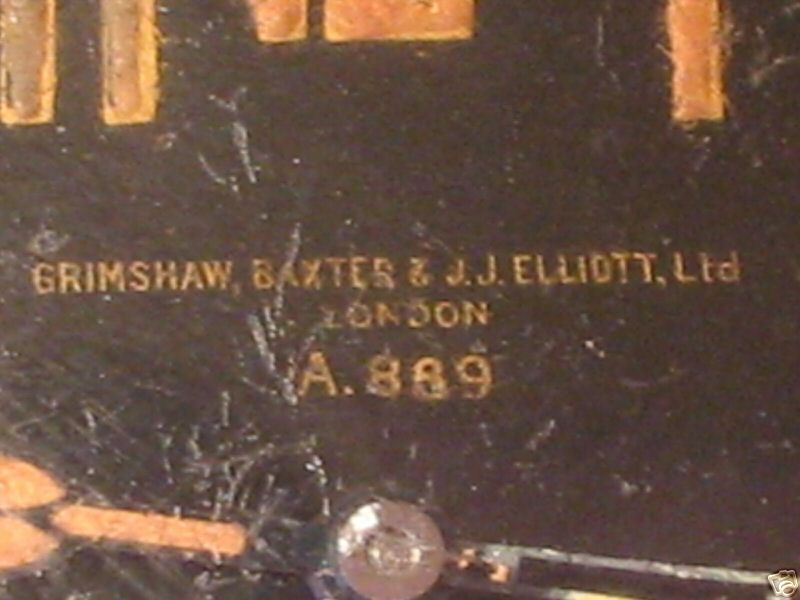 GRIMSHAW, BAXTER & J.J. ELLIOTT, Ltd
LONDON
A. 889